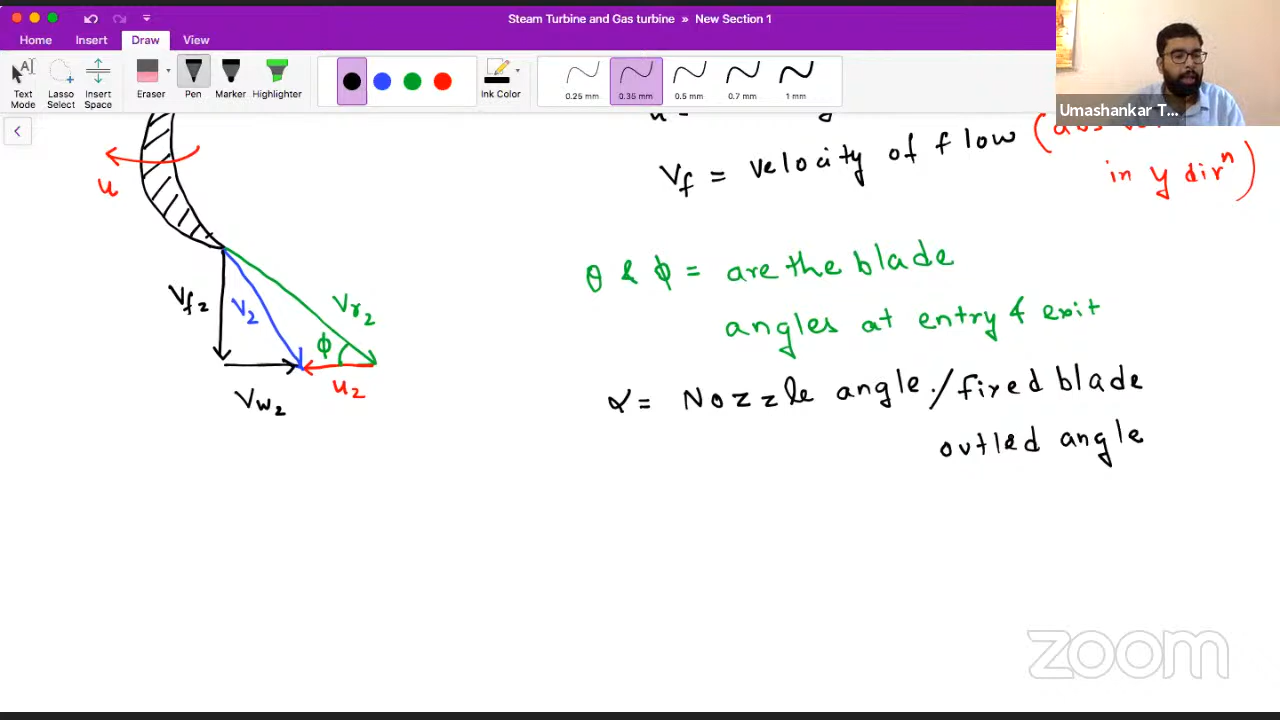 Steam Turbine and Gas turbine » New Section 1
Home Insert Draw View
Text Mode
Lasso Select
Insert Space
Eraser
Pen
Marker
Highlighter
Ink Color
0.25 mm
0.35 mm
0.5 mm
0.7 mm
1 mm
Umashankar T...
u =
Vf = velocity of flow (abs
in y dirⁿ)
u
θ & ϕ = are the blade
angles at entry & exit
Vf2
V2
Vr2
ϕ
u2
Vw2
α = Nozzle angle./fixed blade
outled angle
zoom